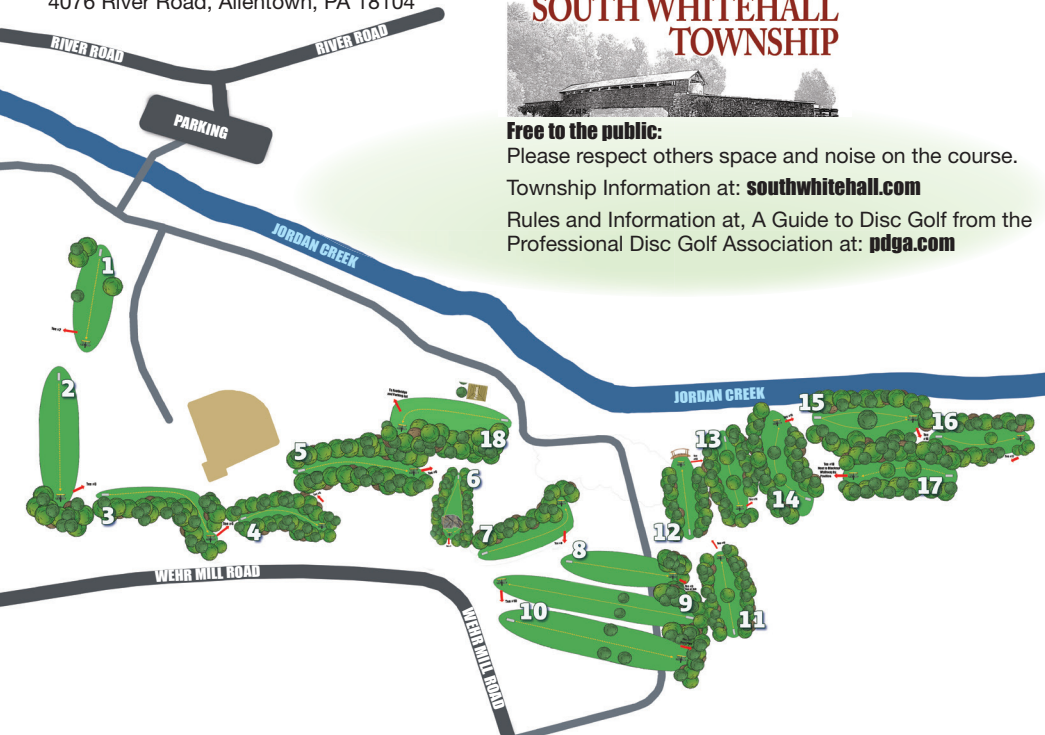 4076 River Road, Allentown, PA 18104
SOUTH WHITEHALL
TOWNSHIP
Free to the public:
Please respect others space and noise on the course.
Township Information at: southwhitehall.com
Rules and Information at, A Guide to Disc Golf from the
Professional Disc Golf Association at: pdga.com
RIVER ROAD
RIVER ROAD
PARKING
JORDAN CREEK
JORDAN CREEK
1
2
3
4
5
6
7
8
9
10
11
12
13
14
15
16
17
18
WEHR MILL ROAD
WEHR MILL ROAD